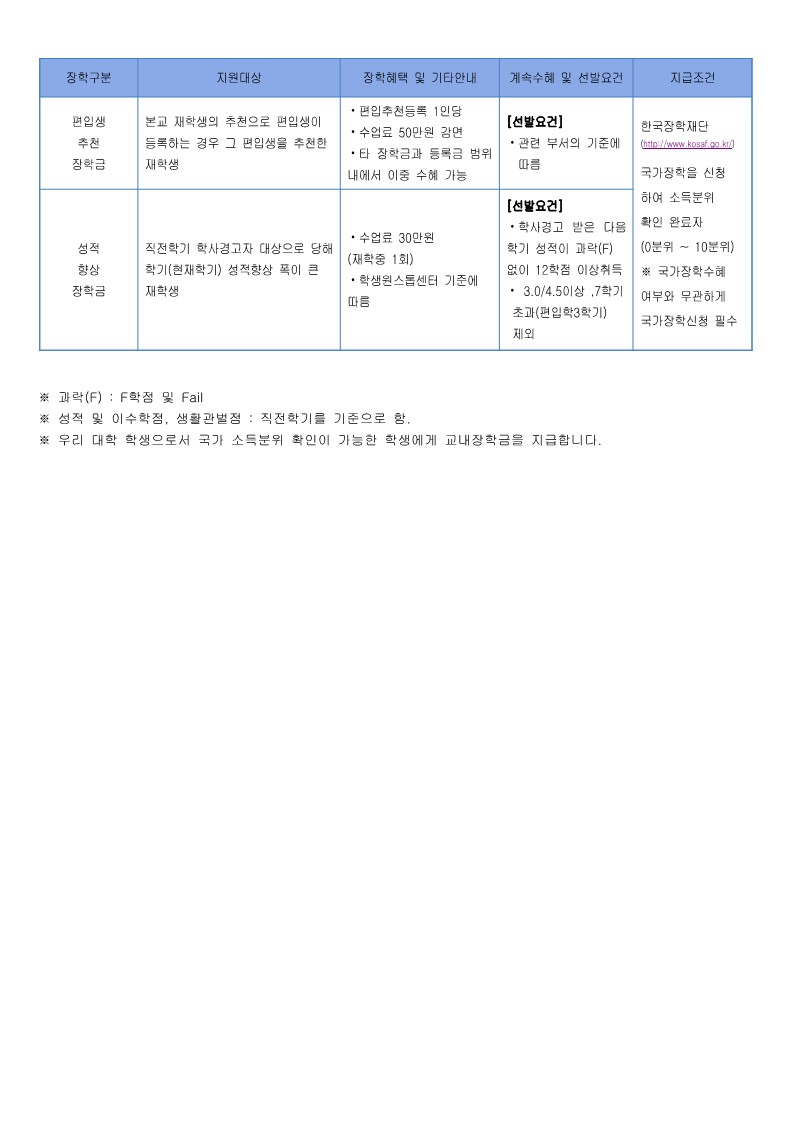 장학구분
지원대상
장학혜택 및 기타안내
계속수혜 및 선발요건
지급조건
편입생
추천
장학금
본교 재학생의 추천으로 편입생이
등록하는 경우 그 편입생을 추천한
재학생
・편입추천등록 1인당
・수업료 50만원 감면
・타 장학금과 등록금 범위
내에서 이중 수혜 가능
[선발요건]
・관련 부서의 기준에
따름
한국장학재단
(http://www.kosaf.go.kr/)
국가장학을 신청
하여 소득분위
확인 완료자
(0분위 ~ 10분위)
※ 국가장학수혜
여부와 무관하게
국가장학신청 필수
성적
향상
장학금
직전학기 학사경고자 대상으로 당해
학기(현재학기) 성적향상 폭이 큰
재학생
・수업료 30만원
(재학중 1회)
・학생원스톱센터 기준에
따름
[선발요건]
・학사경고 받은 다음
학기 성적이 과락(F)
없이 12학점 이상취득
・ 3.0/4.5이상 ,7학기
초과(편입학3학기)
제외
※ 과락(F) : F학점 및 Fail
※ 성적 및 이수학점, 생활관벌점 : 직전학기를 기준으로 함.
※ 우리 대학 학생으로서 국가 소득분위 확인이 가능한 학생에게 교내장학금을 지급합니다.